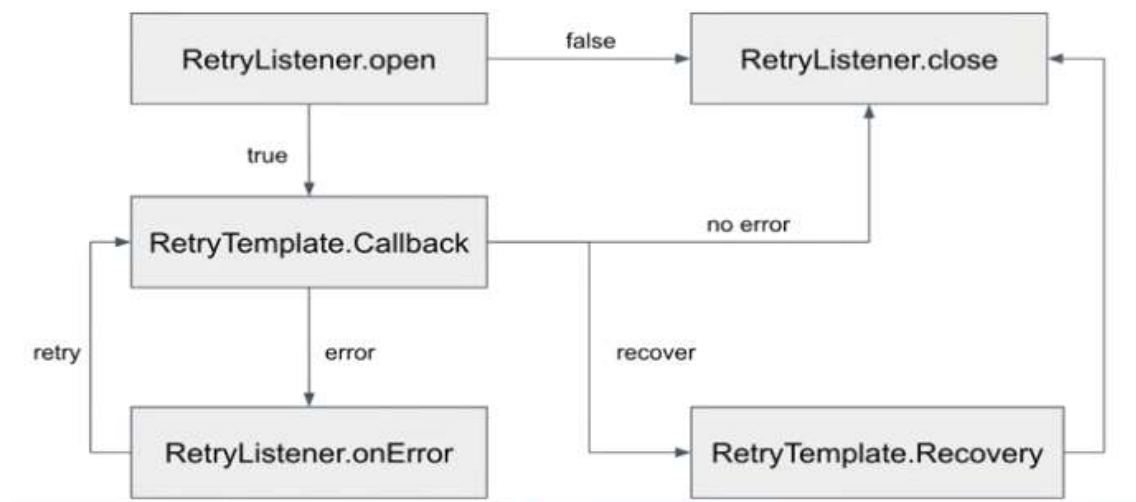 RetryListener.open
false
RetryListener.close
true
RetryTemplate.Callback
no error
retry
error
recover
RetryListener.onError
RetryTemplate.Recovery